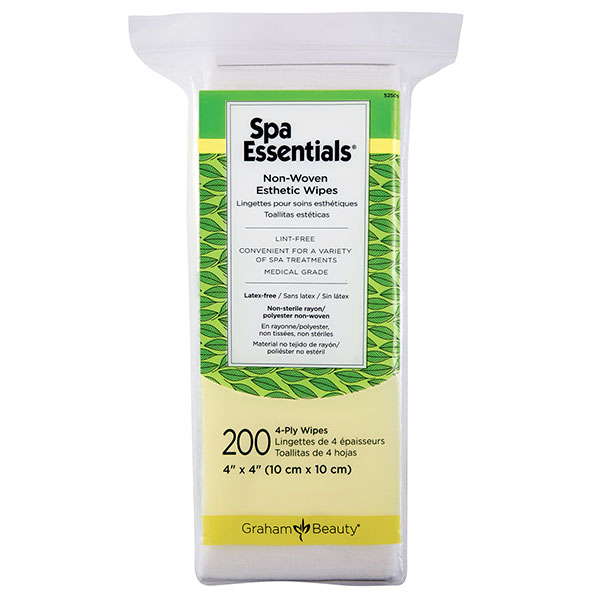 Spa
Essentials®
Non-Woven
Esthetic Wipes
Lingettes pour soins esthétiques
Toallitas estéticas
LINT-FREE
CONVENIENT FOR A VARIETY
OF SPA TREATMENTS
MEDICAL GRADE
Latex-free / Sans latex / Sin látex
Non-sterile rayon/
polyester non-woven
En rayonne/polyester,
non tissées, non stériles
Material no tejido de rayón/
poliéster no estéril
200
4-Ply Wipes
Lingettes de 4 épaisseurs
Toallitas de 4 hojas
4" x 4" (10 cm x 10 cm)
Graham Beauty®